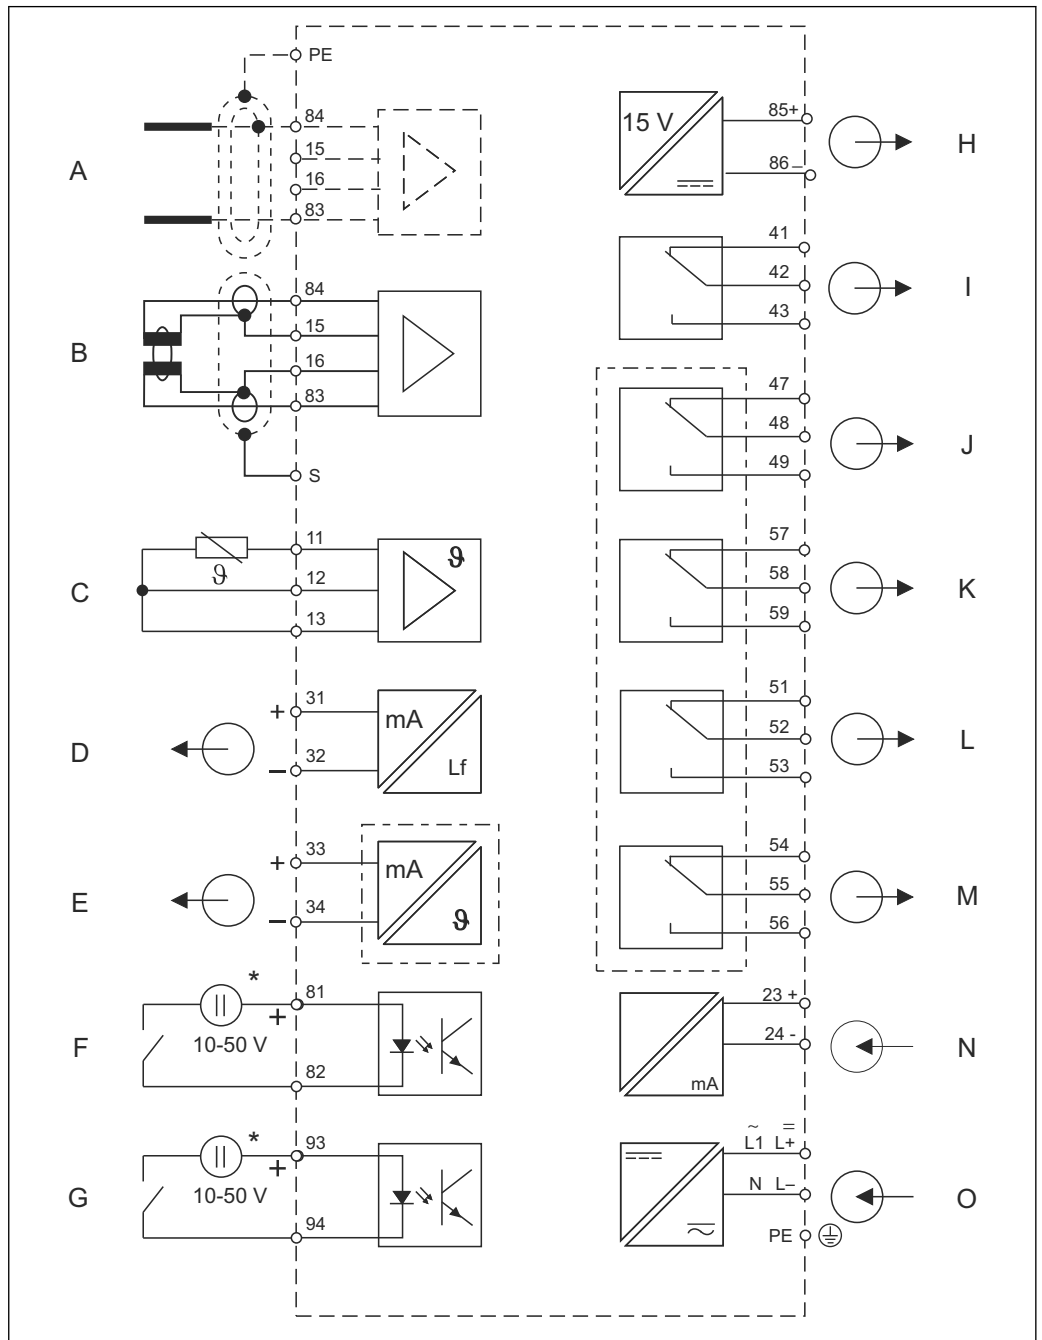 PE
A
84
15
16
83
B
84
15
16
83
S
C
ϑ
11
12
13
ϑ
D
+ 31
− 32
mA
Lf
E
+ 33
− 34
mA
ϑ
F
*
10-50 V
+
81
82
G
*
10-50 V
+
93
94
15 V
85+
86 −
H
41
42
43
I
47
48
49
J
57
58
59
K
51
52
53
L
54
55
56
M
23 +
24 -
mA
N
~ =
L1 L+
N L−
PE
O